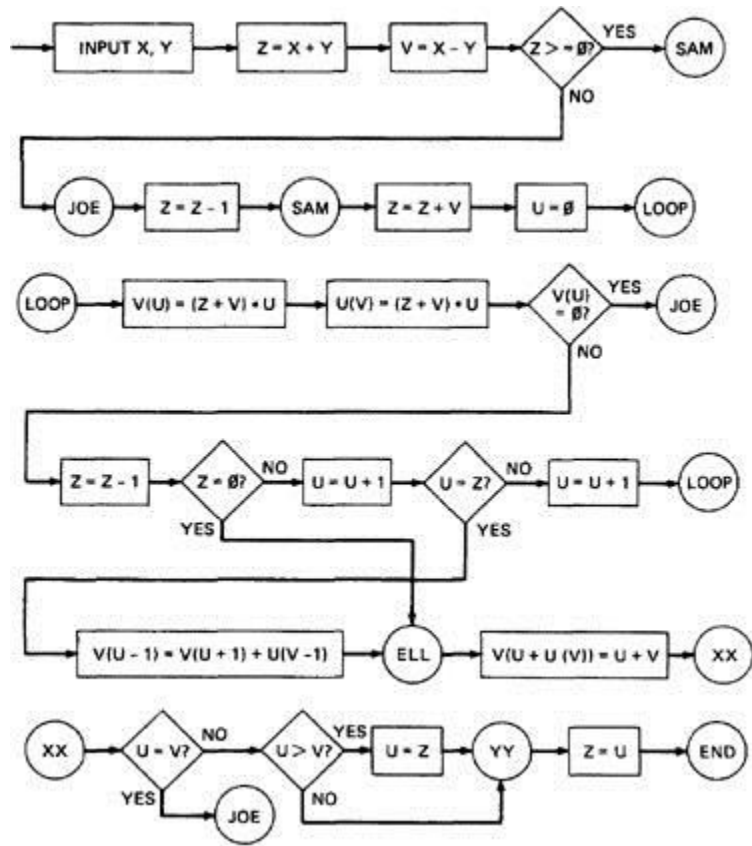 INPUT X, Y
Z = X + Y
V = X - Y
Z > = Ø?
YES
SAM
NO
JOE
Z = Z - 1
SAM
Z = Z + V
U = Ø
LOOP
LOOP
V(U) = (Z + V) * U
U(V) = (Z + V) * U
V(U)
= Ø?
YES
JOE
NO
Z = Z - 1
Z = Ø?
NO
U = U + 1
U = Z?
NO
U = U + 1
LOOP
YES
YES
V(U - 1) = V(U + 1) + U(V - 1)
ELL
V(U + U (V)) = U + V
XX
XX
U = V?
NO
U > V?
YES
U = Z
YY
Z = U
END
YES
JOE
NO